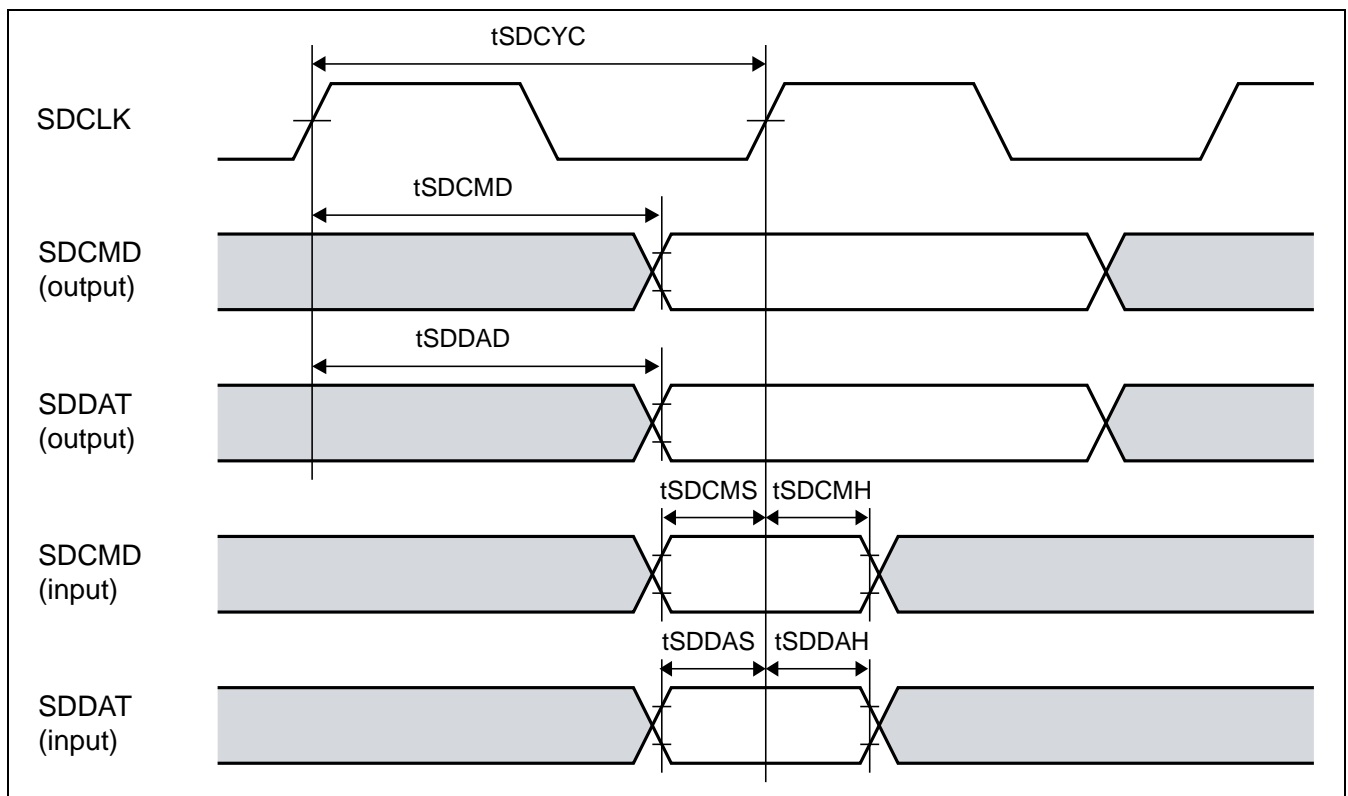 tSDCYC
SDCLK
tSDCMD
SDCMD
(output)
tSDDAD
SDDAT
(output)
tSDCMS tSDCMH
SDCMD
(input)
tSDDAS tSDDAH
SDDAT
(input)